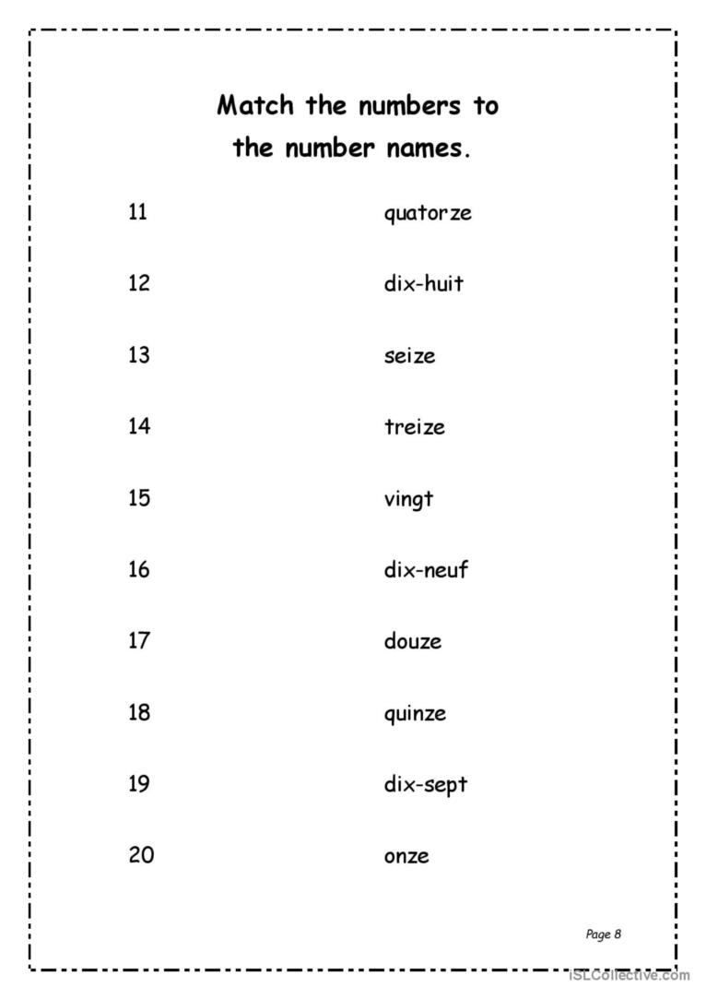 Match the numbers to
the number names.
11 quatorze
12 dix-huit
13 seize
14 treize
15 vingt
16 dix-neuf
17 douze
18 quinze
19 dix-sept
20 onze
Page 8
iSLCollective.com